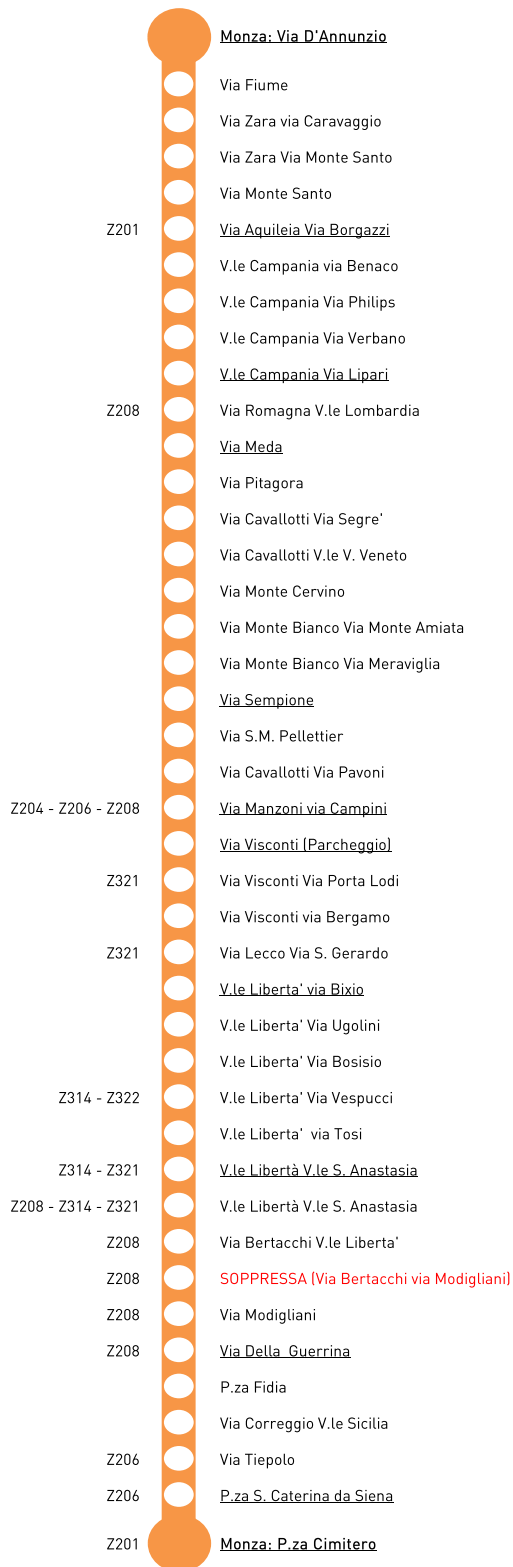 Monza: Via D'Annunzio
Via Fiume
Via Zara via Caravaggio
Via Zara Via Monte Santo
Via Monte Santo
Z201 Via Aquileia Via Borgazzi
V.le Campania via Benaco
V.le Campania Via Philips
V.le Campania Via Verbano
V.le Campania Via Lipari
Z208 Via Romagna V.le Lombardia
Via Meda
Via Pitagora
Via Cavallotti Via Segre'
Via Cavallotti V.le V. Veneto
Via Monte Cervino
Via Monte Bianco Via Monte Amiata
Via Monte Bianco Via Meraviglia
Via Sempione
Via S.M. Pellettier
Via Cavallotti Via Pavoni
Z204 - Z206 - Z208 Via Manzoni via Campini
Via Visconti (Parcheggio)
Z321 Via Visconti Via Porta Lodi
Via Visconti via Bergamo
Z321 Via Lecco Via S. Gerardo
V.le Liberta' via Bixio
V.le Liberta' Via Ugolini
V.le Liberta' Via Bosisio
Z314 - Z322 V.le Liberta' Via Vespucci
V.le Liberta'  via Tosi
Z314 - Z321 V.le Libertà V.le S. Anastasia
Z208 - Z314 - Z321 V.le Libertà V.le S. Anastasia
Z208 Via Bertacchi V.le Liberta'
Z208 SOPPRESSA (Via Bertacchi via Modigliani)
Z208 Via Modigliani
Z208 Via Della  Guerrina
P.za Fidia
Via Correggio V.le Sicilia
Z206 Via Tiepolo
Z206 P.za S. Caterina da Siena
Z201 Monza: P.za Cimitero